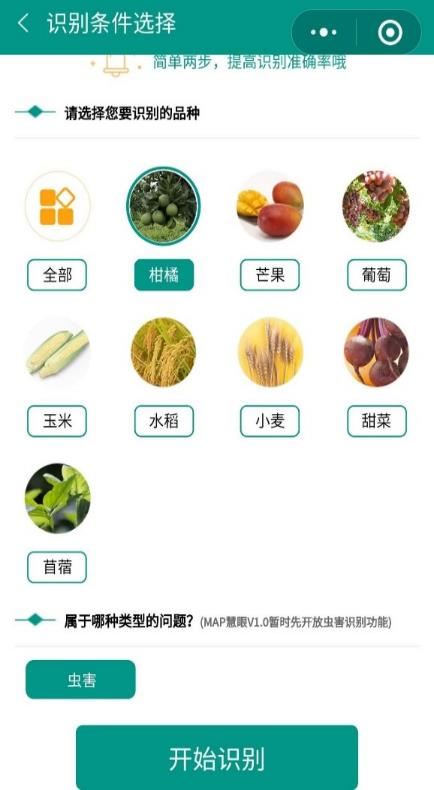 识别条件选择
简单两步，提高识别准确率哦
请选择您要识别的品种
全部 柑橘 芒果 葡萄
玉米 水稻 小麦 甜菜
苜蓿
属于哪种类型的问题? (MAP慧眼V1.0暂时先开放虫害识别功能)
虫害
开始识别